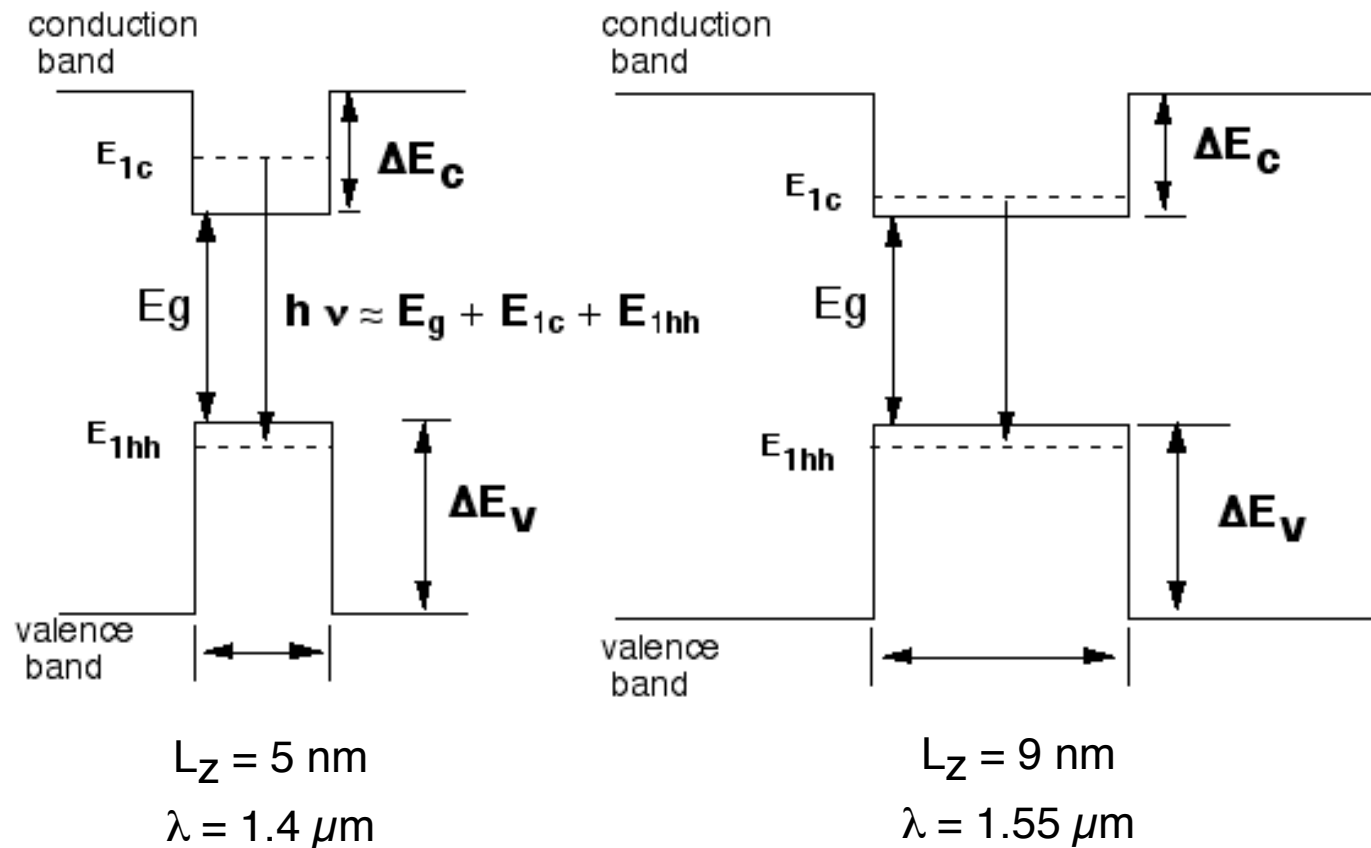 conduction
band
E1c
ΔEc
Eg
h ν ≈ Eg + E1c + E1hh
E1hh
ΔEv
valence
band
Lz = 5 nm
λ = 1.4 µm
conduction
band
E1c
ΔEc
Eg
E1hh
ΔEv
valence
band
Lz = 9 nm
λ = 1.55 µm